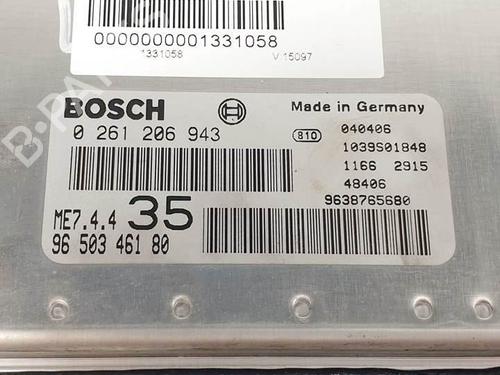 0000000001331058
1331058 V 15097
BOSCH
Made in Germany
0 261 206 943
810
040406
1039S01848
1166 2915
48406
9638765680
ME7.4.4 35
96 503 461 80
B-PARTS